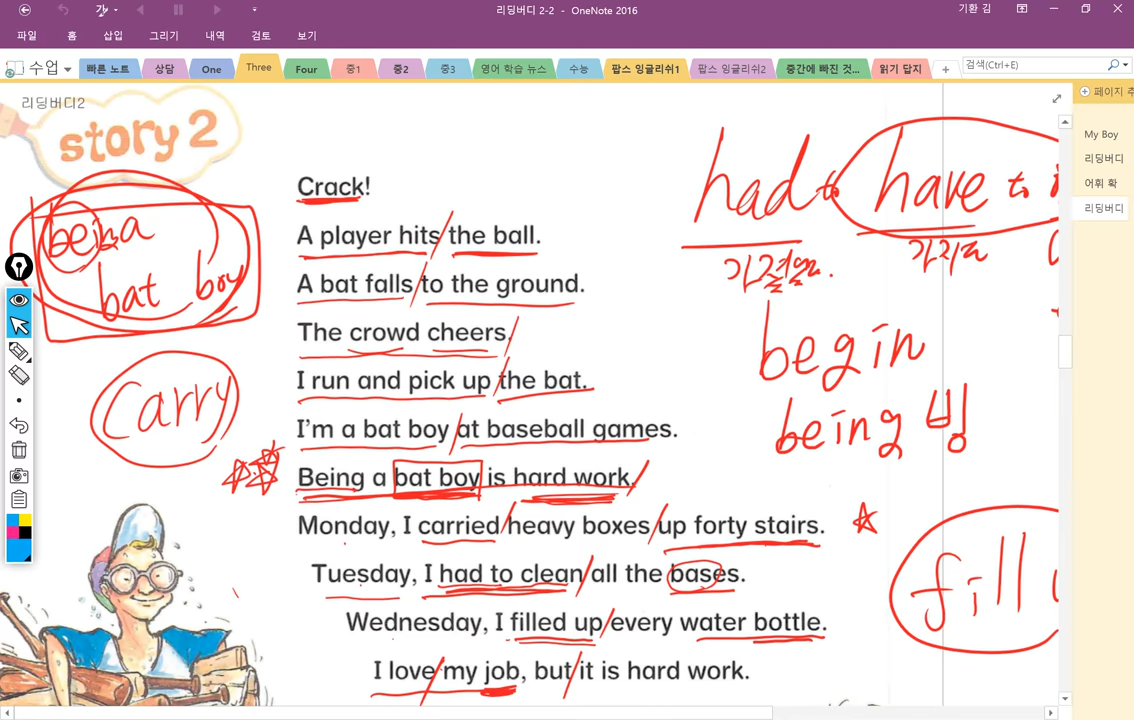 리딩버디 2-2 - OneNote 2016
기환 김
파일 홈 삽입 그리기 내역 검토 보기
수업 빠른 노트 상담 One Three Four 중1 중2 중3 영어 학습 뉴스 수능 팝스 잉글리쉬1 팝스 잉글리쉬2 중간에 빠진 것... 읽기 답지
검색(Ctrl+E)
페이지 추
My Boy
리딩버디
어휘 확
리딩버디
리딩버디2
story 2
being a
bat boy
carry
Crack!
A player hits the ball.
A bat falls to the ground.
The crowd cheers.
I run and pick up the bat.
I'm a bat boy at baseball games.
Being a bat boy is hard work.
Monday, I carried heavy boxes up forty stairs.
Tuesday, I had to clean all the bases.
Wednesday, I filled up every water bottle.
I love my job, but it is hard work.
had to have to
begin
being 빙
fill